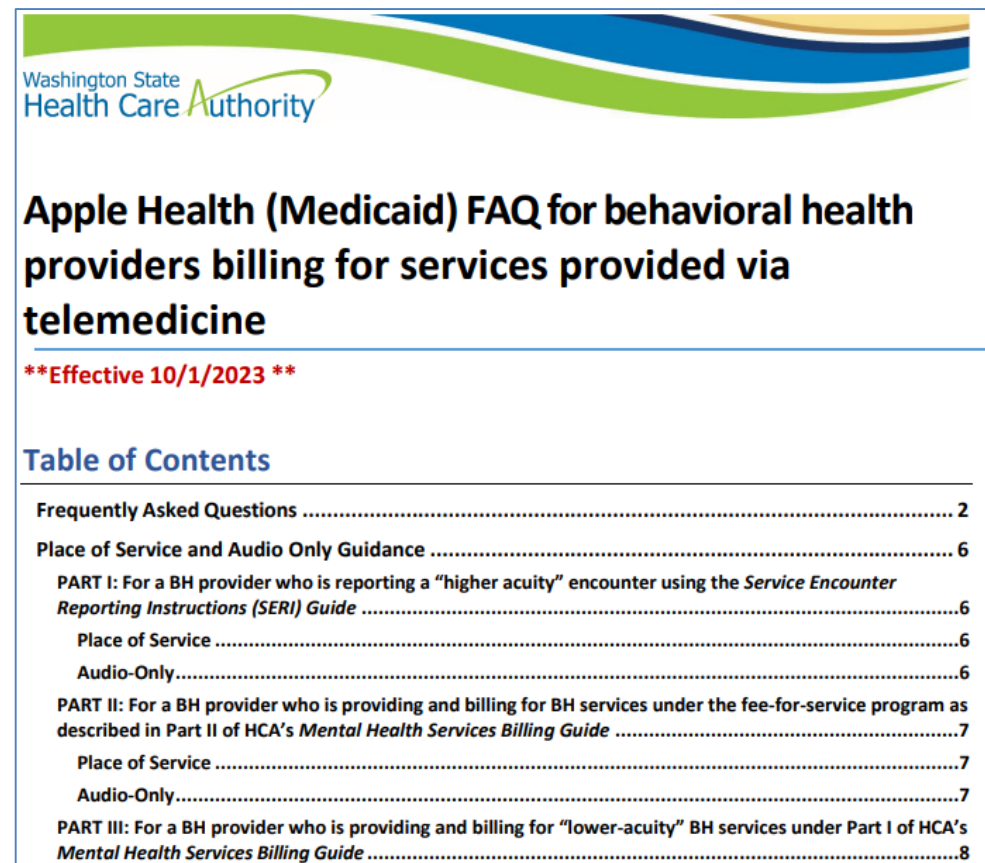 Washington State
Health Care Authority
Apple Health (Medicaid) FAQ for behavioral health
providers billing for services provided via
telemedicine
**Effective 10/1/2023 **
Table of Contents
Frequently Asked Questions ............................................................................................................ 2
Place of Service and Audio Only Guidance ....................................................................................... 6
PART I: For a BH provider who is reporting a “higher acuity” encounter using the Service Encounter
Reporting Instructions (SERI) Guide ..................................................................................................6
Place of Service .........................................................................................................................6
Audio-Only................................................................................................................................6
PART II: For a BH provider who is providing and billing for BH services under the fee-for-service program as
described in Part II of HCA’s Mental Health Services Billing Guide ........................................................7
Place of Service .........................................................................................................................7
Audio-Only................................................................................................................................7
PART III: For a BH provider who is providing and billing for “lower-acuity” BH services under Part I of HCA’s
Mental Health Services Billing Guide .................................................................................................8